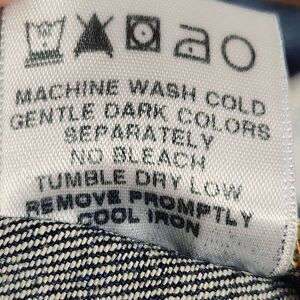 MACHINE WASH COLD
GENTLE DARK COLORS
SEPARATELY
NO BLEACH
TUMBLE DRY LOW
REMOVE PROMPTLY
COOL IRON